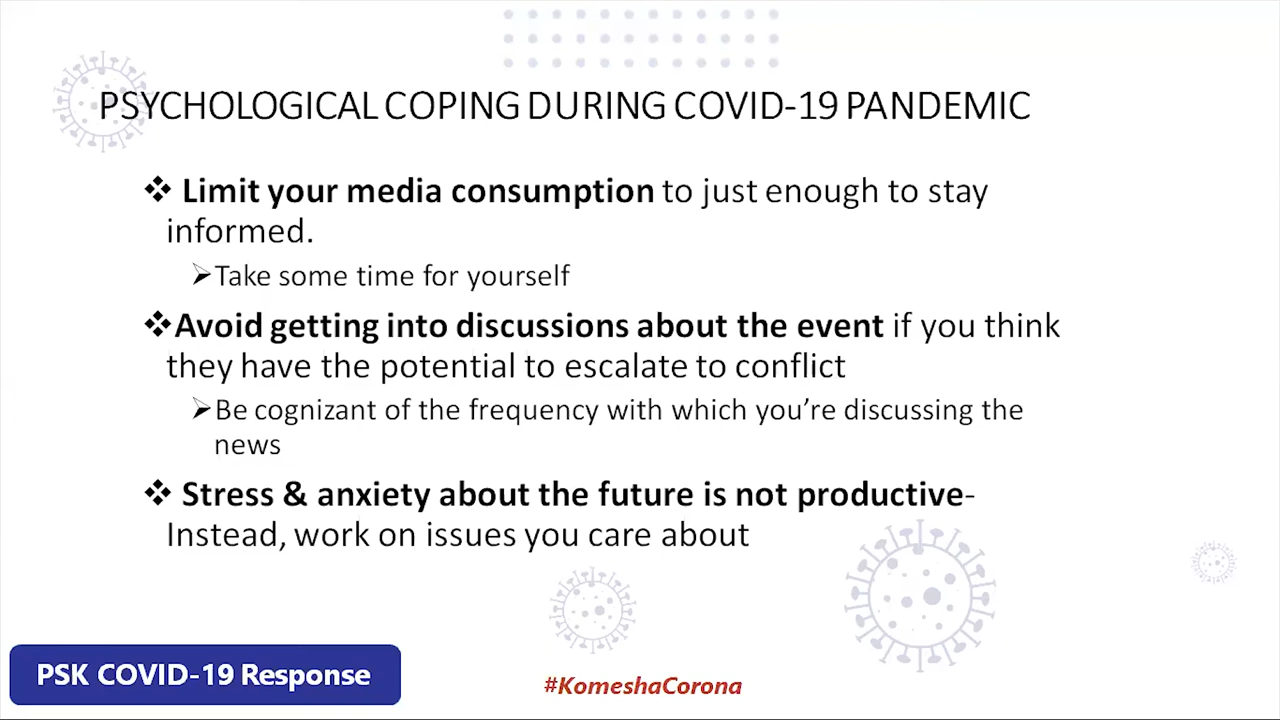 PSYCHOLOGICAL COPING DURING COVID-19 PANDEMIC
❖ Limit your media consumption to just enough to stay
informed.
➢Take some time for yourself
❖Avoid getting into discussions about the event if you think
they have the potential to escalate to conflict
➢Be cognizant of the frequency with which you’re discussing the
news
❖ Stress & anxiety about the future is not productive-
Instead, work on issues you care about
PSK COVID-19 Response
#KomeshaCorona